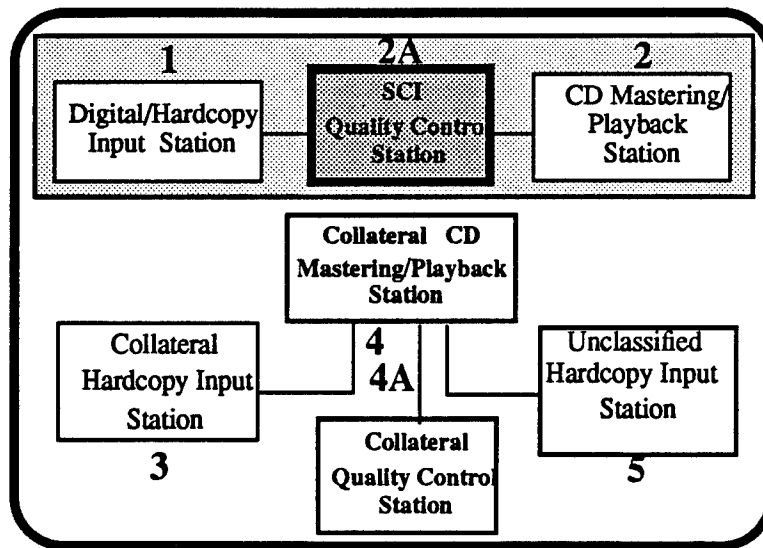 1
2A
2
Digital/Hardcopy
Input Station
SCI
Quality Control
Station
CD Mastering/
Playback
Station
Collateral CD
Mastering/Playback
Station
4
4A
Collateral
Hardcopy Input
Station
3
Unclassified
Hardcopy Input
Station
5
Collateral
Quality Control
Station